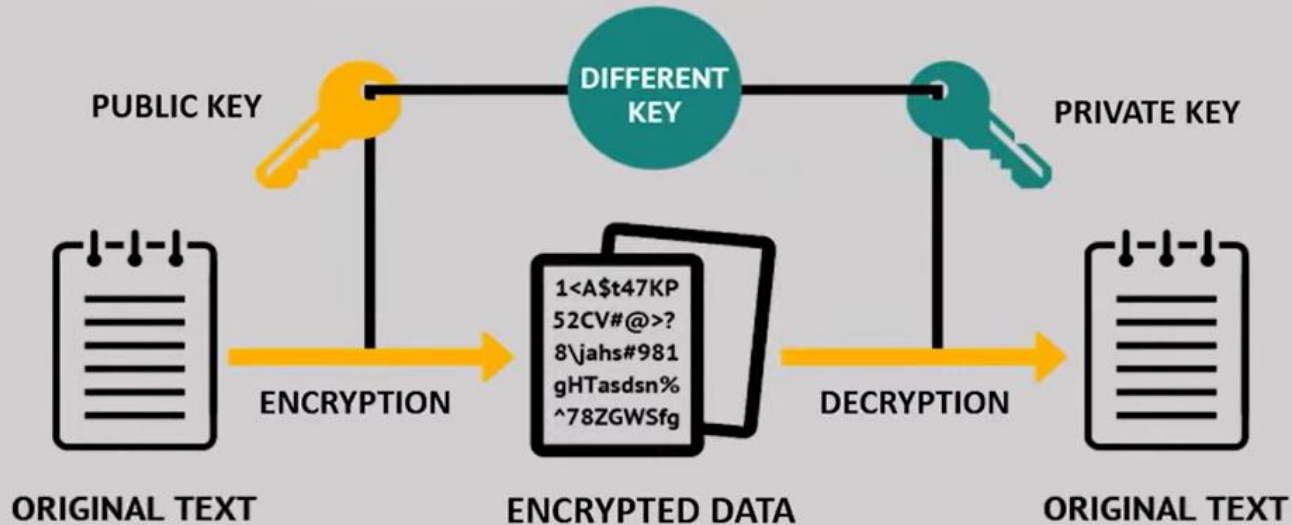 DIFFERENT
KEY
PUBLIC KEY
PRIVATE KEY
1<A$t47KP
52CV#@>?
8\jahs#981
gHTasdsn%
^78ZGWSfg
ENCRYPTION
DECRYPTION
ORIGINAL TEXT
ENCRYPTED DATA
ORIGINAL TEXT